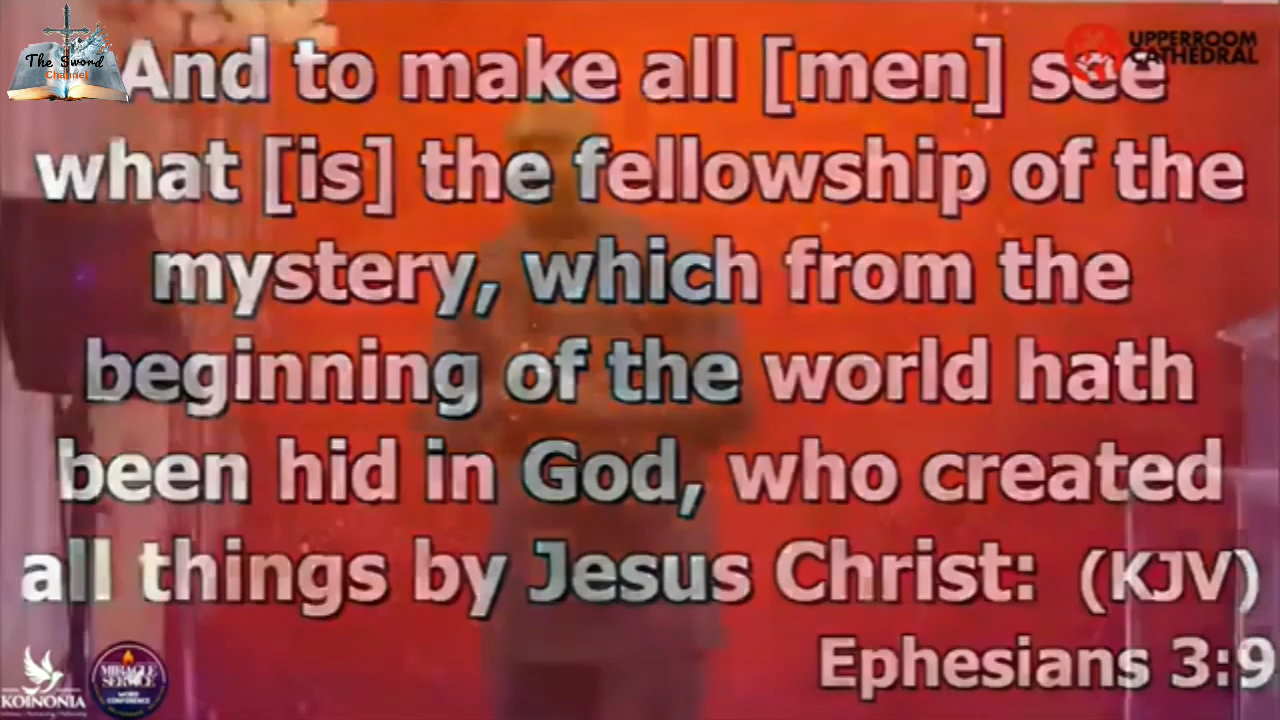 The Sword
Channel
UPPERROOM
CATHEDRAL
And to make all [men] see
what [is] the fellowship of the
mystery, which from the
beginning of the world hath
been hid in God, who created
all things by Jesus Christ: (KJV)
Ephesians 3:9
KOINONIA
MIRACLE
SERVICE
WORD
CONFERENCE